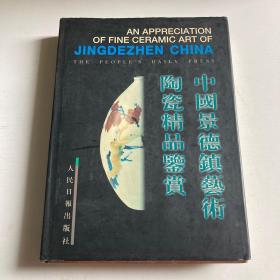 AN APPRECIATION
OF FINE CERAMIC ART OF
JINGDEZHEN CHINA
THE PEOPLE'S DAILY PRESS
中國景德鎮藝術
陶瓷精品鑒賞
人民日報出版社